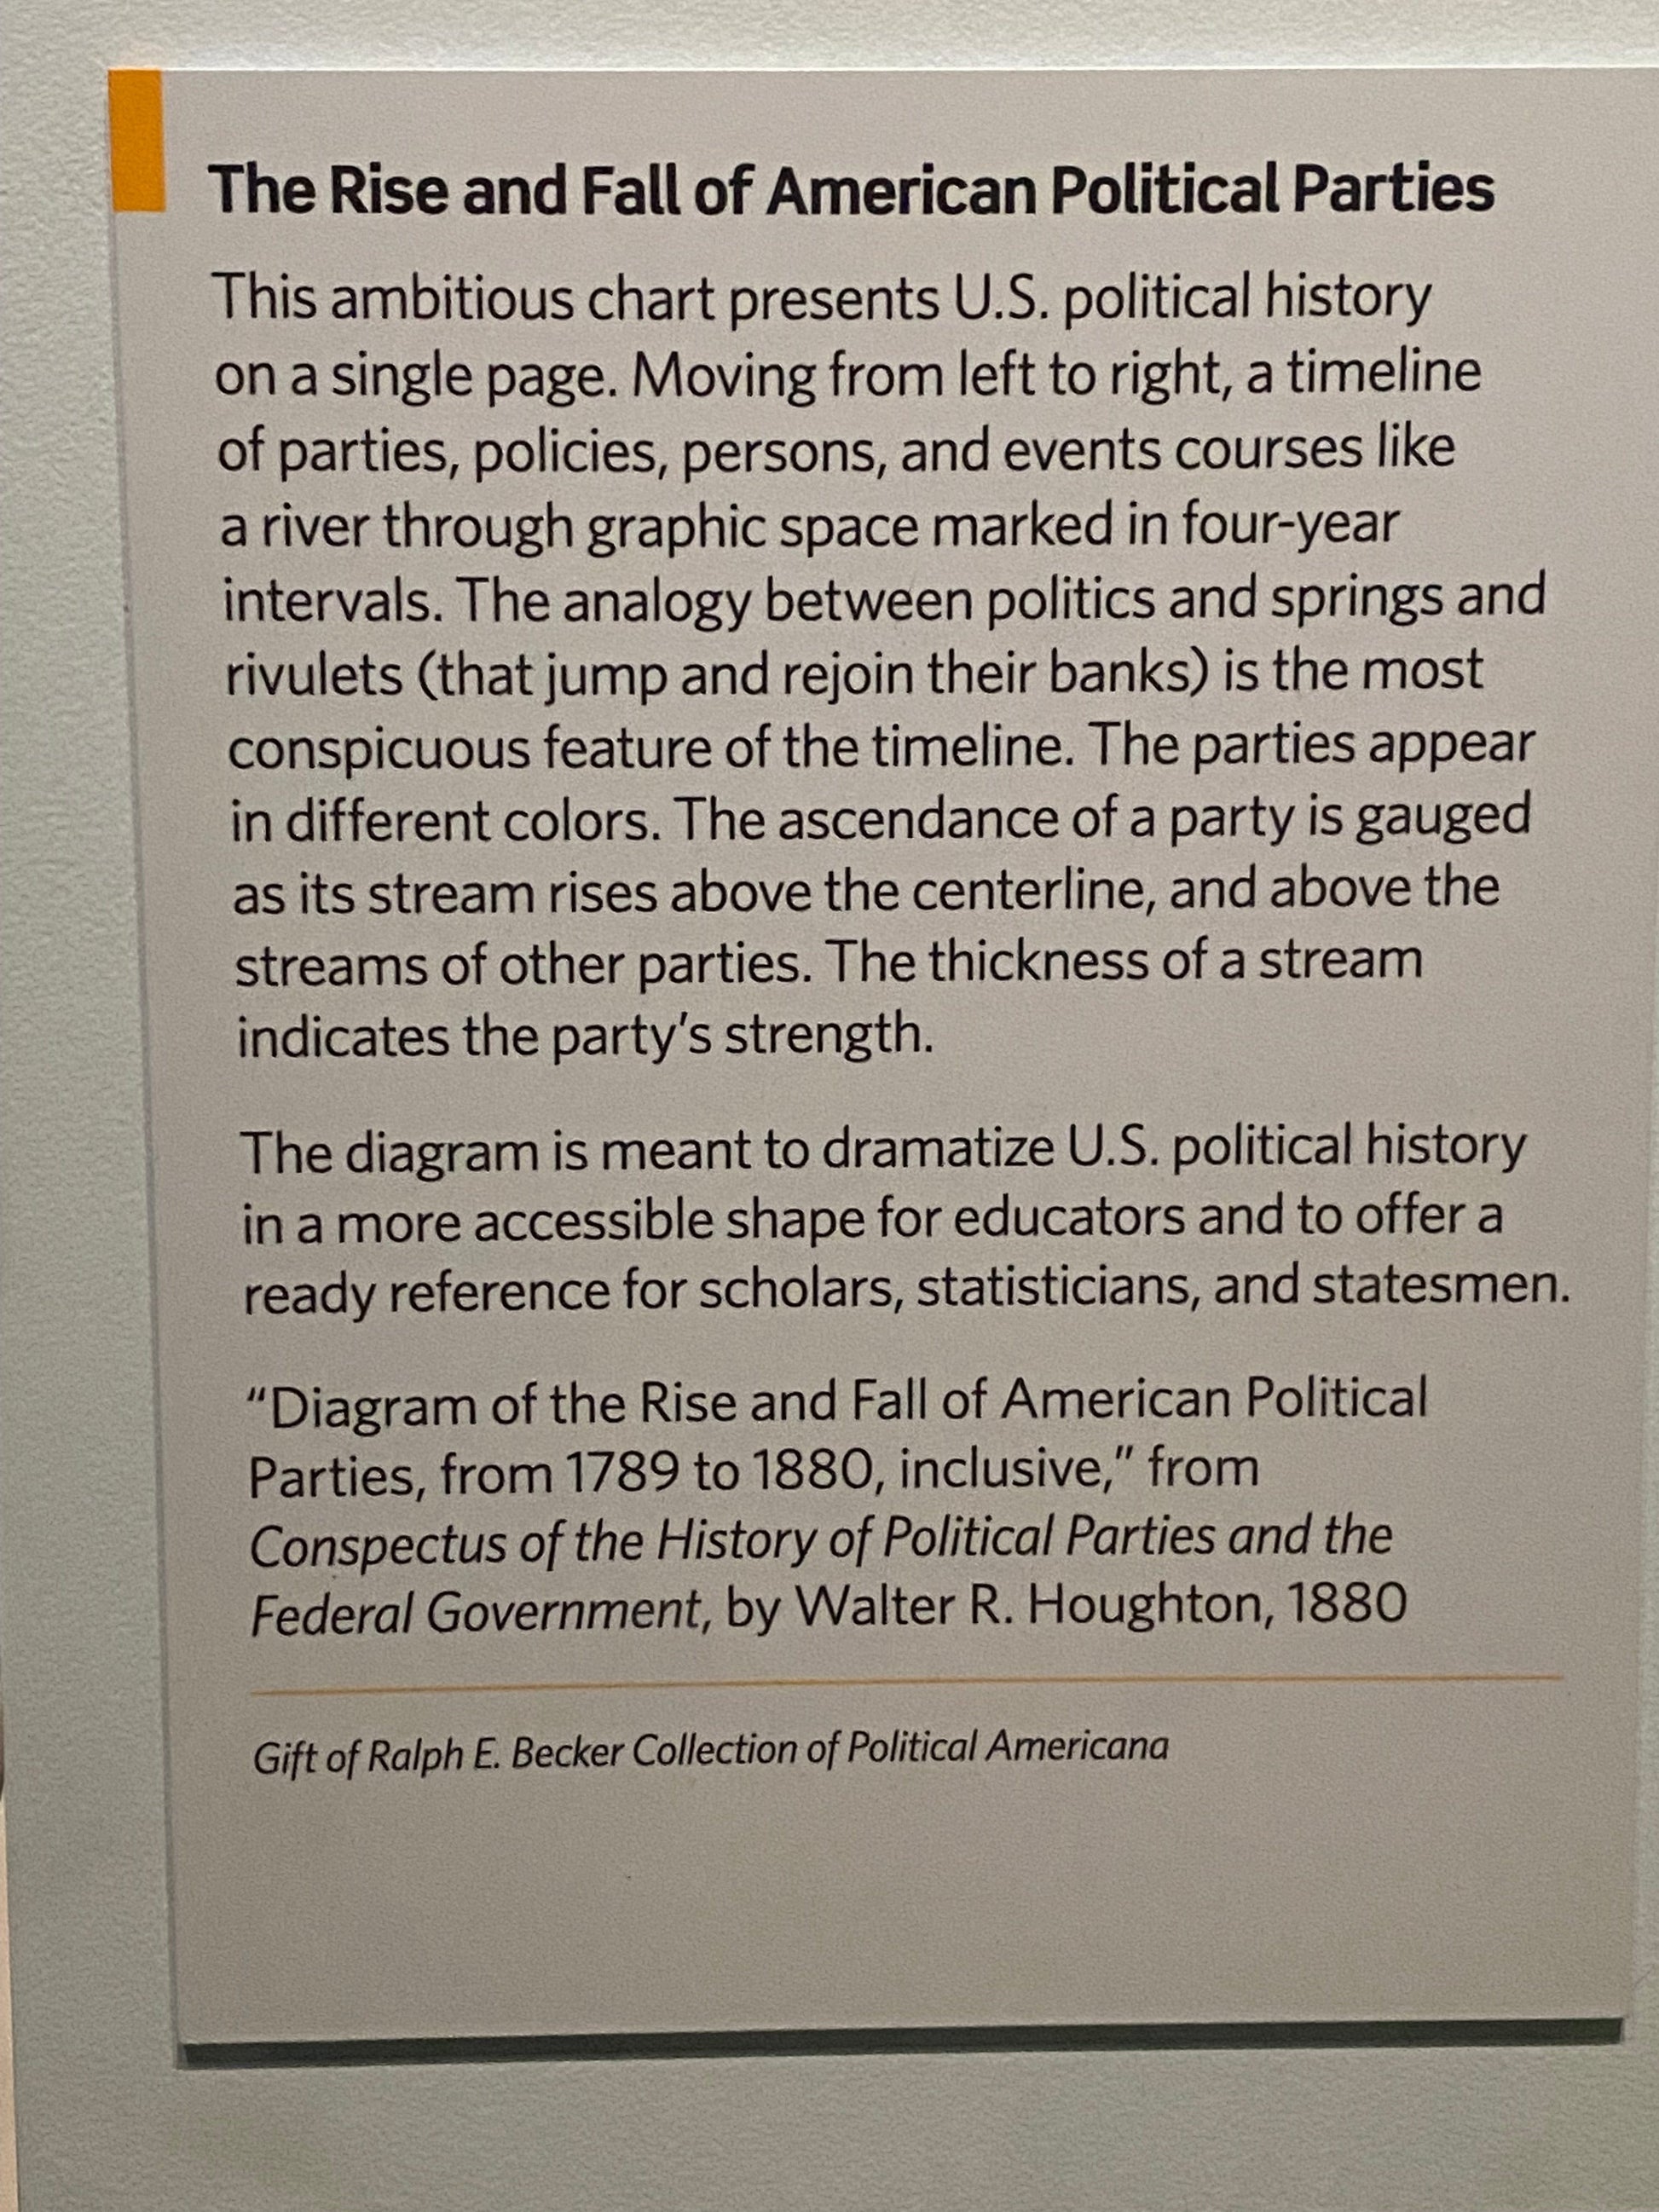 The Rise and Fall of American Political Parties
This ambitious chart presents U.S. political history
on a single page. Moving from left to right, a timeline
of parties, policies, persons, and events courses like
a river through graphic space marked in four-year
intervals. The analogy between politics and springs and
rivulets (that jump and rejoin their banks) is the most
conspicuous feature of the timeline. The parties appear
in different colors. The ascendance of a party is gauged
as its stream rises above the centerline, and above the
streams of other parties. The thickness of a stream
indicates the party's strength.
The diagram is meant to dramatize U.S. political history
in a more accessible shape for educators and to offer a
ready reference for scholars, statisticians, and statesmen.
“Diagram of the Rise and Fall of American Political
Parties, from 1789 to 1880, inclusive,” from
Conspectus of the History of Political Parties and the
Federal Government, by Walter R. Houghton, 1880
Gift of Ralph E. Becker Collection of Political Americana